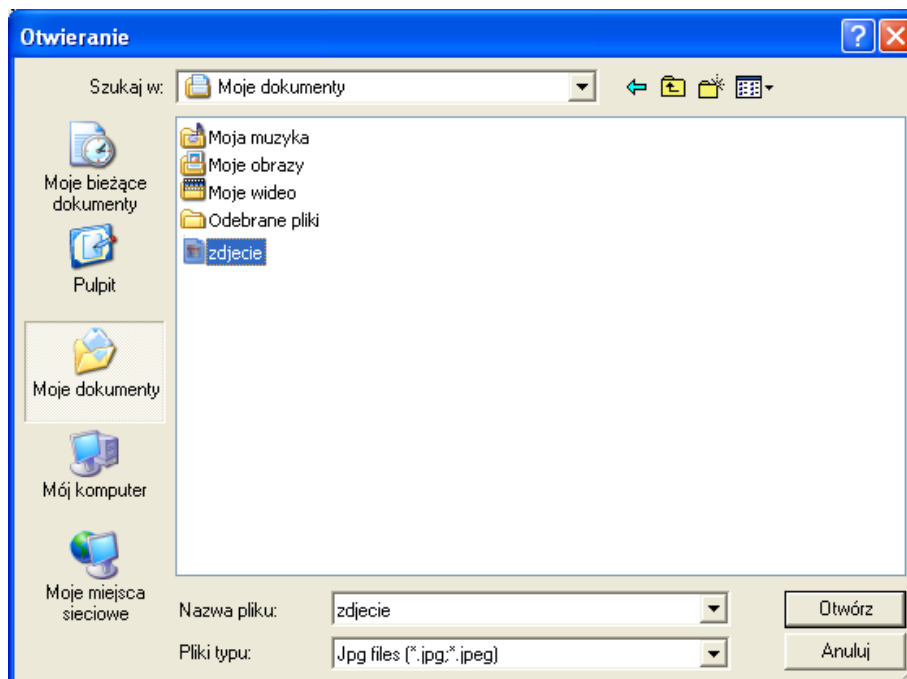 Otwieranie
Szukaj w:
Moje dokumenty
Moje bieżące
dokumenty
Pulpit
Moje dokumenty
Mój komputer
Moje miejsca
sieciowe
Moja muzyka
Moje obrazy
Moje wideo
Odebrane pliki
zdjecie
Nazwa pliku:
zdjecie
Otwórz
Pliki typu:
Jpg files (*.jpg;*.jpeg)
Anuluj